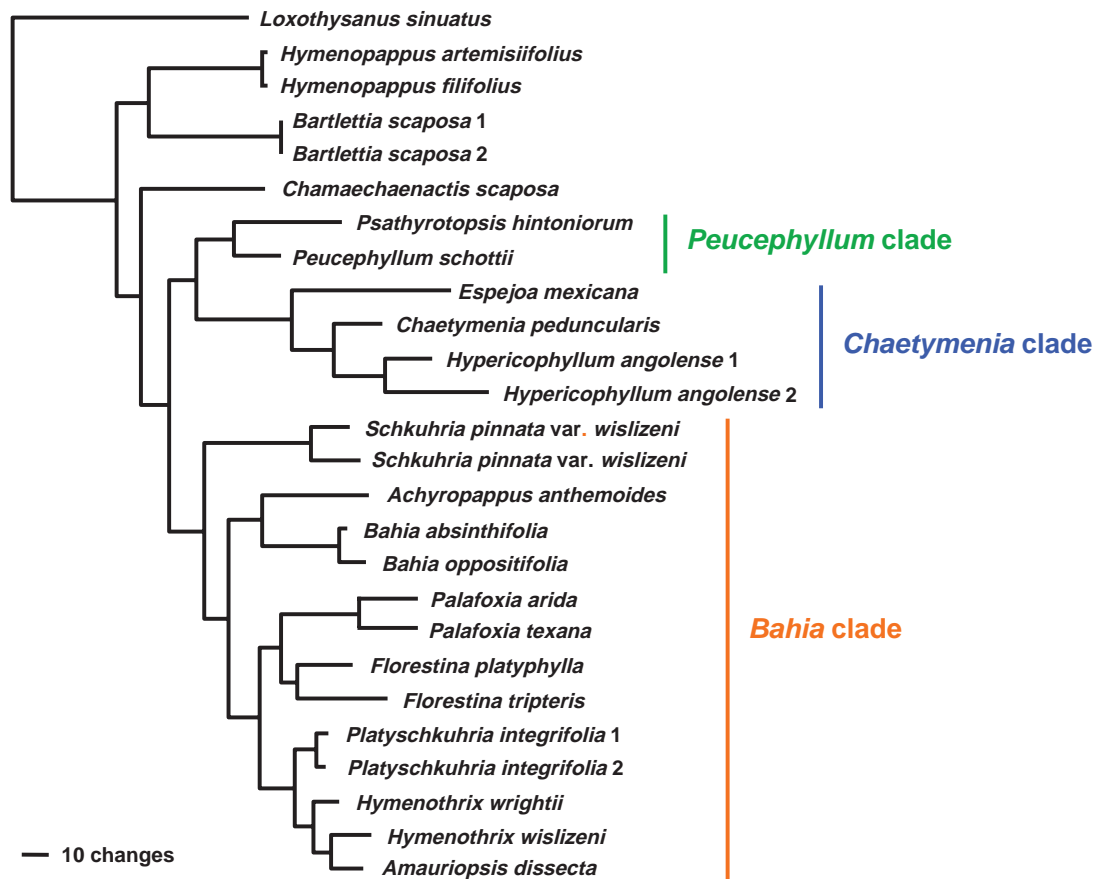 Loxothysanus sinuatus
Hymenopappus artemisiifolius
Hymenopappus filifolius
Bartlettia scaposa 1
Bartlettia scaposa 2
Chamaechaenactis scaposa
Psathyrotopsis hintoniorum
Peucephyllum schottii
Peucephyllum clade
Espejoa mexicana
Chaetymenia peduncularis
Hypericophyllum angolense 1
Hypericophyllum angolense 2
Chaetymenia clade
Schkuhria pinnata var. wislizeni
Schkuhria pinnata var. wislizeni
Achyropappus anthemoides
Bahia absinthifolia
Bahia oppositifolia
Palafoxia arida
Palafoxia texana
Florestina platyphylla
Florestina tripteris
Platyschkuhria integrifolia 1
Platyschkuhria integrifolia 2
Hymenothrix wrightii
Hymenothrix wislizeni
Amauriopsis dissecta
Bahia clade
10 changes